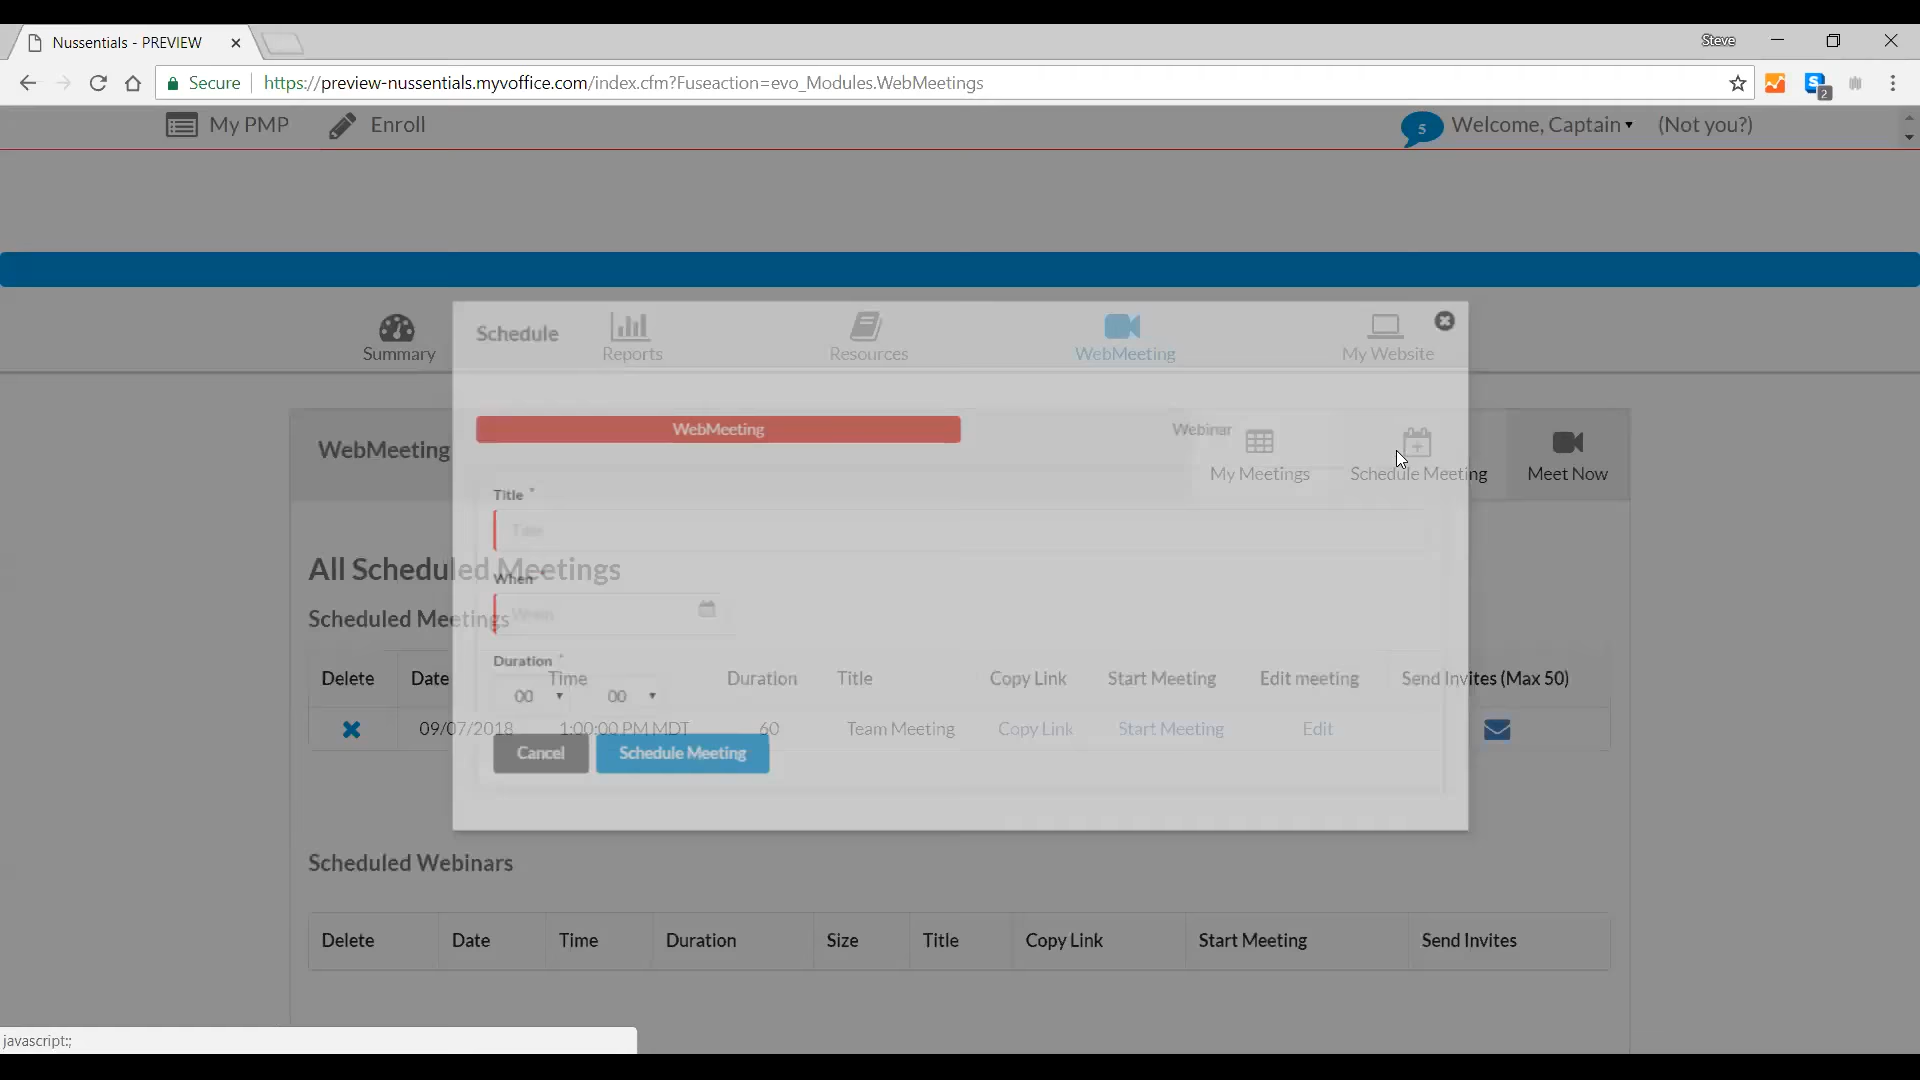 Nussentials - PREVIEW
Steve
Secure https://preview-nussentials.myvoffice.com/index.cfm?Fuseaction=evo_Modules.WebMeetings
2
My PMP Enroll 5 Welcome, Captain (Not you?)
Summary Schedule Reports Resources WebMeeting My Website
WebMeeting Webinar
WebMeeting My Meetings Schedule Meeting Meet Now
Title *
Title
All Scheduled Meetings
When *
When
Scheduled Meetings
Duration *
00 00
Delete Date Time Duration Title Copy Link Start Meeting Edit meeting Send Invites (Max 50)
09/07/2018 1:00:00 PM MDT 60 Team Meeting Copy Link Start Meeting Edit
Cancel Schedule Meeting
Scheduled Webinars
Delete Date Time Duration Size Title Copy Link Start Meeting Send Invites
javascript:;